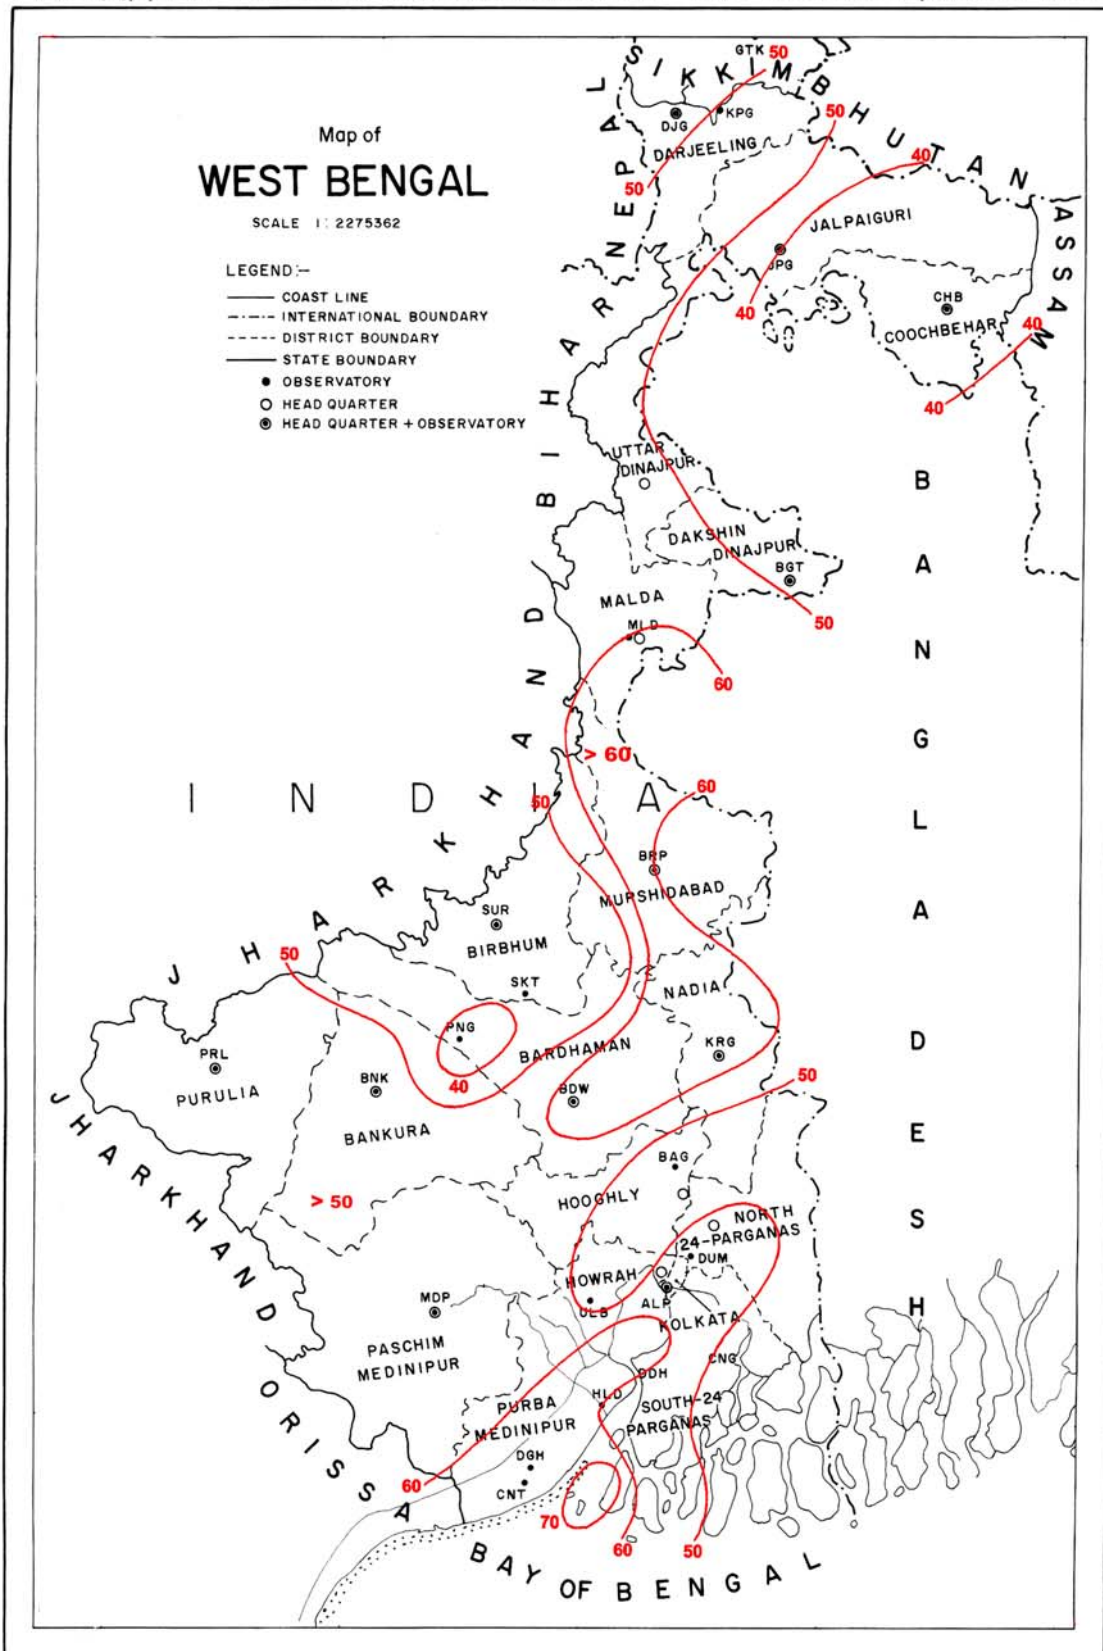 GTK
50
SIKKIM
BHUTAN
NEPAL
DJG
KPG
DARJEELING
50
50
40
Map of
WEST BENGAL
SCALE 1: 2275362
LEGEND:-
COAST LINE
INTERNATIONAL BOUNDARY
DISTRICT BOUNDARY
STATE BOUNDARY
OBSERVATORY
HEAD QUARTER
HEAD QUARTER + OBSERVATORY
JALPAIGURI
JPG
40
ASSAM
CHB
COOCHBEHAR
40
40
BIHAR
UTTAR
DINAJPUR
DAKSHIN
DINAJPUR
BGT
50
BANGLADESH
MALDA
MLD
60
> 60
JHARKHAND
INDIA
50
60
BRP
MURSHIDABAD
SUR
BIRBHUM
50
SKT
NADIA
PNG
BARDHAMAN
KRG
40
PRL
PURULIA
BNK
BANKURA
BDW
50
JHARKHAND
> 50
BAG
HOOGHLY
NORTH
24-PARGANAS
DUM
HOWRAH
ULB
ALP
KOLKATA
MDP
PASCHIM
MEDINIPUR
CNG
DDH
HLD
SOUTH-24
PARGANAS
PURBA
MEDINIPUR
ORISSA
DGH
CNT
60
70
60
50
BAY OF BENGAL